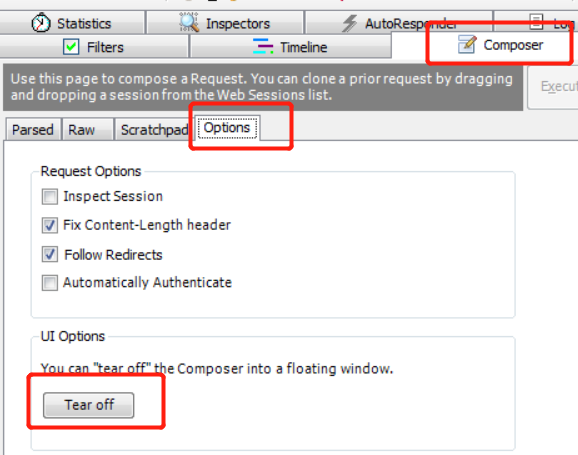 Statistics
Inspectors
AutoResponder
Log
Filters
Timeline
Composer
Use this page to compose a Request. You can clone a prior request by dragging
and dropping a session from the Web Sessions list.
Execut
Parsed
Raw
Scratchpad
Options
Request Options
Inspect Session
Fix Content-Length header
Follow Redirects
Automatically Authenticate
UI Options
You can "tear off" the Composer into a floating window.
Tear off